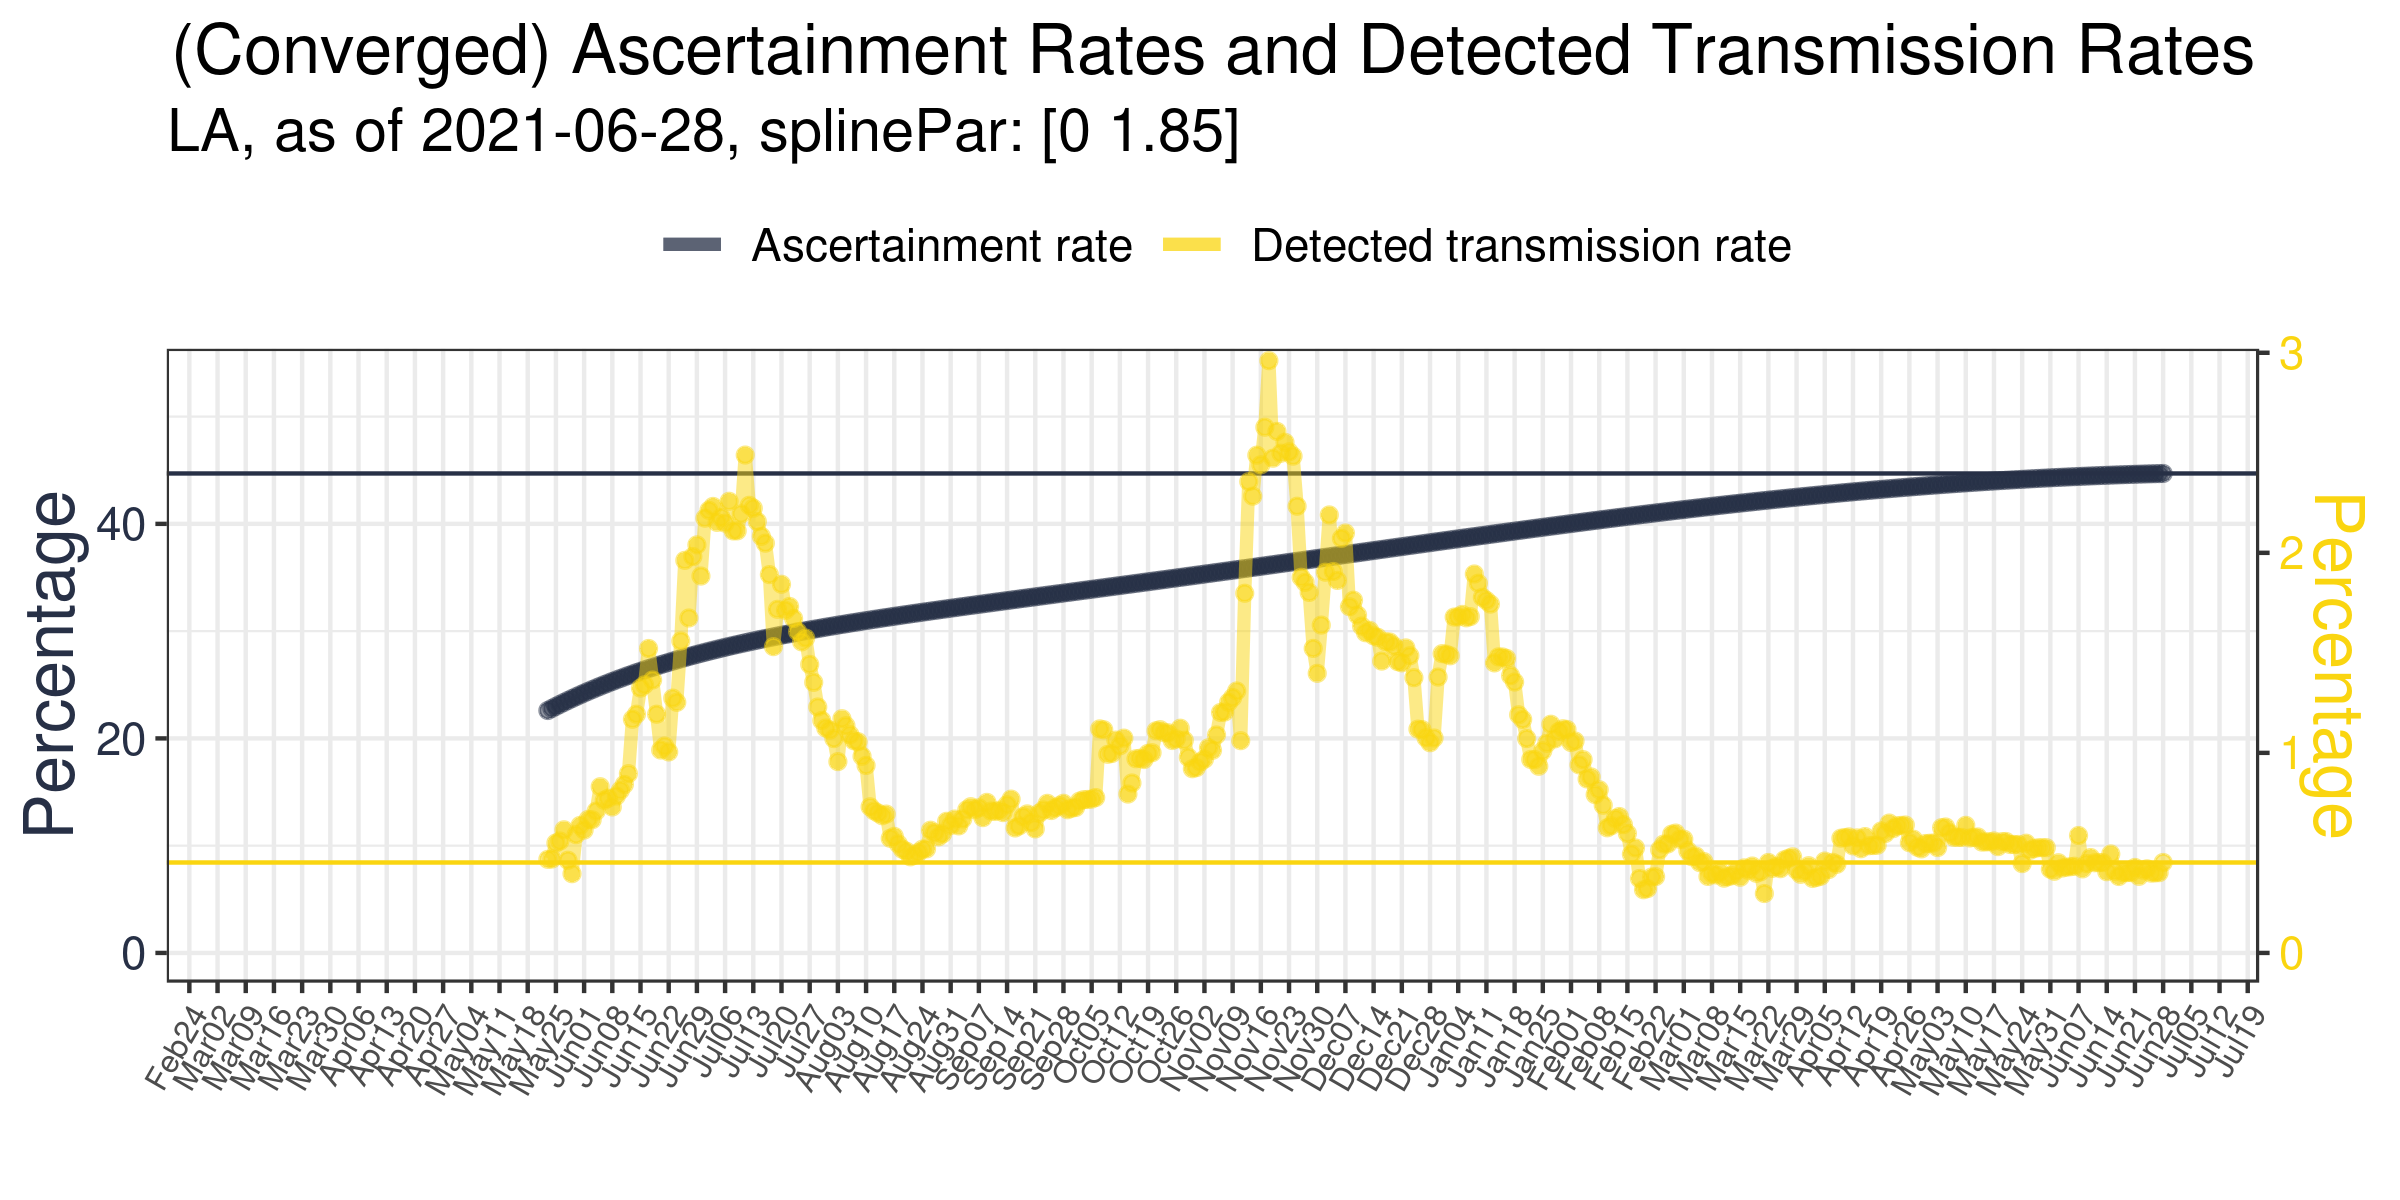 (Converged) Ascertainment Rates and Detected Transmission Rates
LA, as of 2021-06-28, splinePar: [0 1.85]
Ascertainment rate
Detected transmission rate
Percentage
40
20
0
3
2
1
0
Percentage
Feb24
Mar02
Mar09
Mar16
Mar23
Mar30
Apr06
Apr13
Apr20
Apr27
May04
May11
May18
May25
Jun01
Jun08
Jun15
Jun22
Jun29
Jul06
Jul13
Jul20
Jul27
Aug03
Aug10
Aug17
Aug24
Aug31
Sep07
Sep14
Sep21
Sep28
Oct05
Oct12
Oct19
Oct26
Nov02
Nov09
Nov16
Nov23
Nov30
Dec07
Dec14
Dec21
Dec28
Jan04
Jan11
Jan18
Jan25
Feb01
Feb08
Feb15
Feb22
Mar01
Mar08
Mar15
Mar22
Mar29
Apr05
Apr12
Apr19
Apr26
May03
May10
May17
May24
May31
Jun07
Jun14
Jun21
Jun28
Jul05
Jul12
Jul19